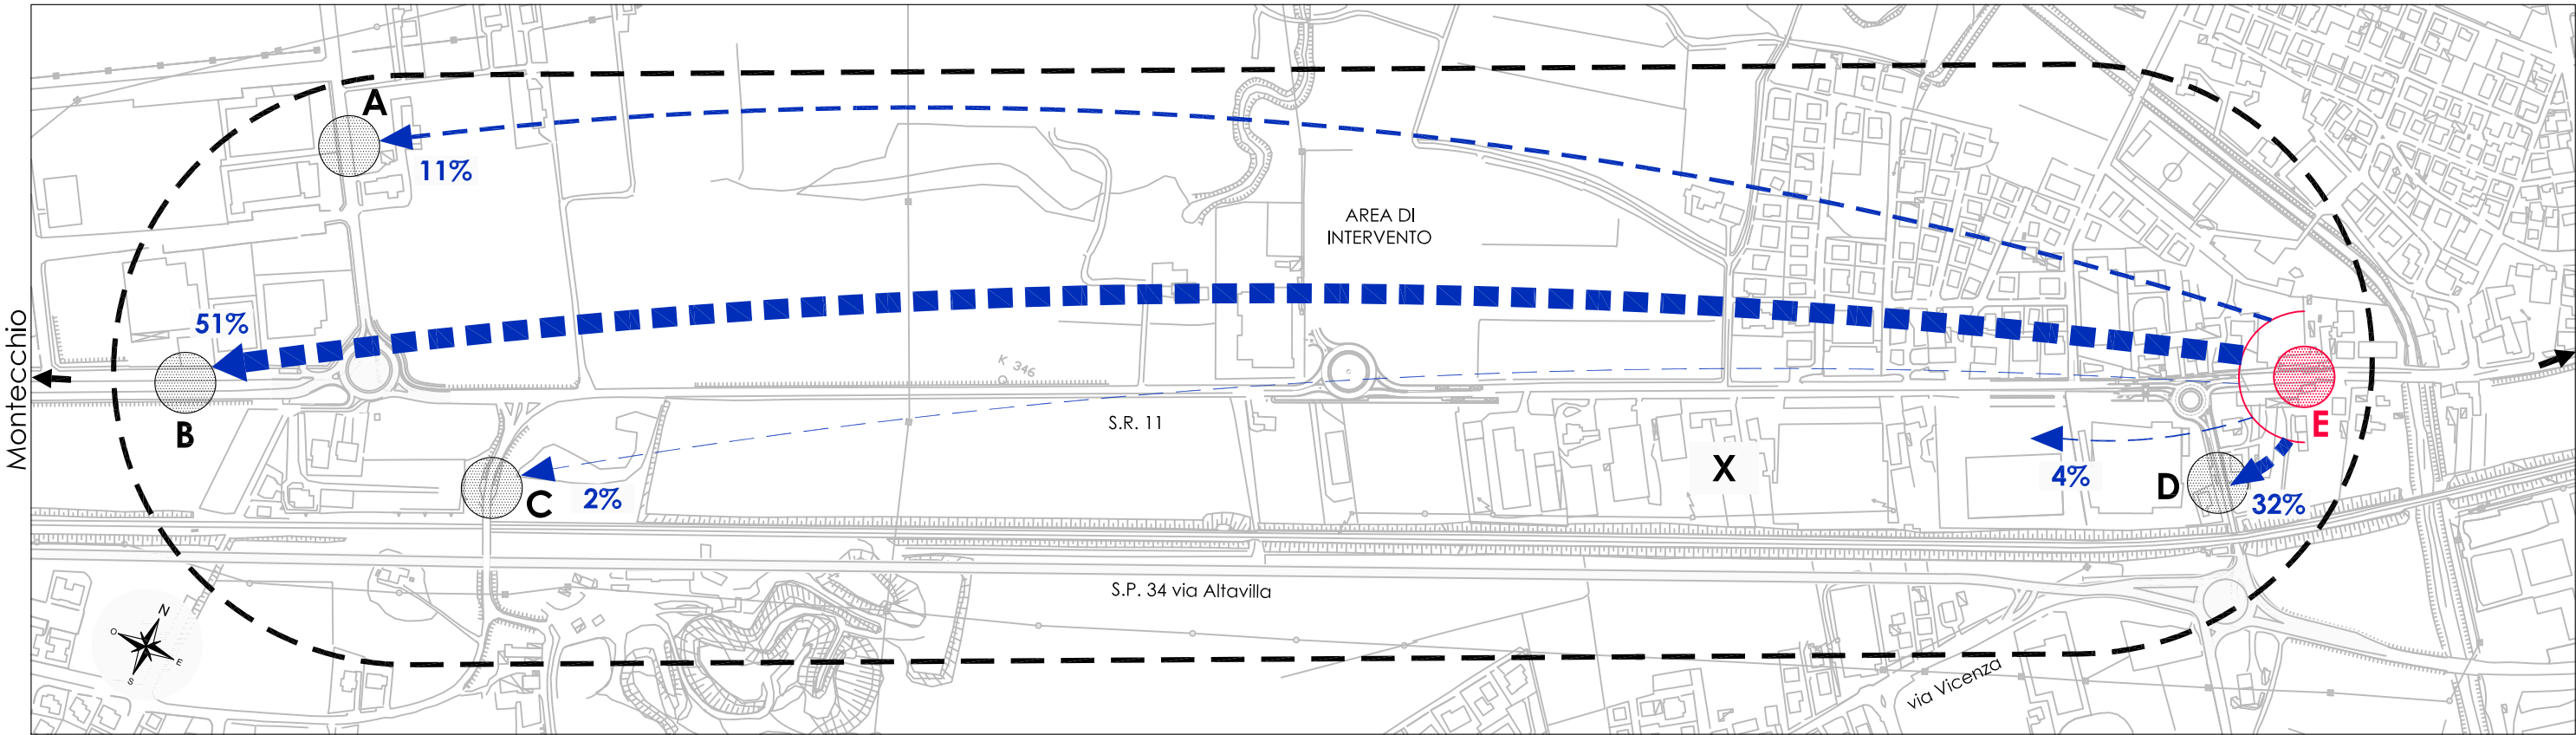 A
11%
AREA DI
INTERVENTO
Montecchio
51%
B
K 346
S.R. 11
E
X
4%
D
32%
C
2%
S.P. 34 via Altavilla
N
O
E
S
via Vicenza